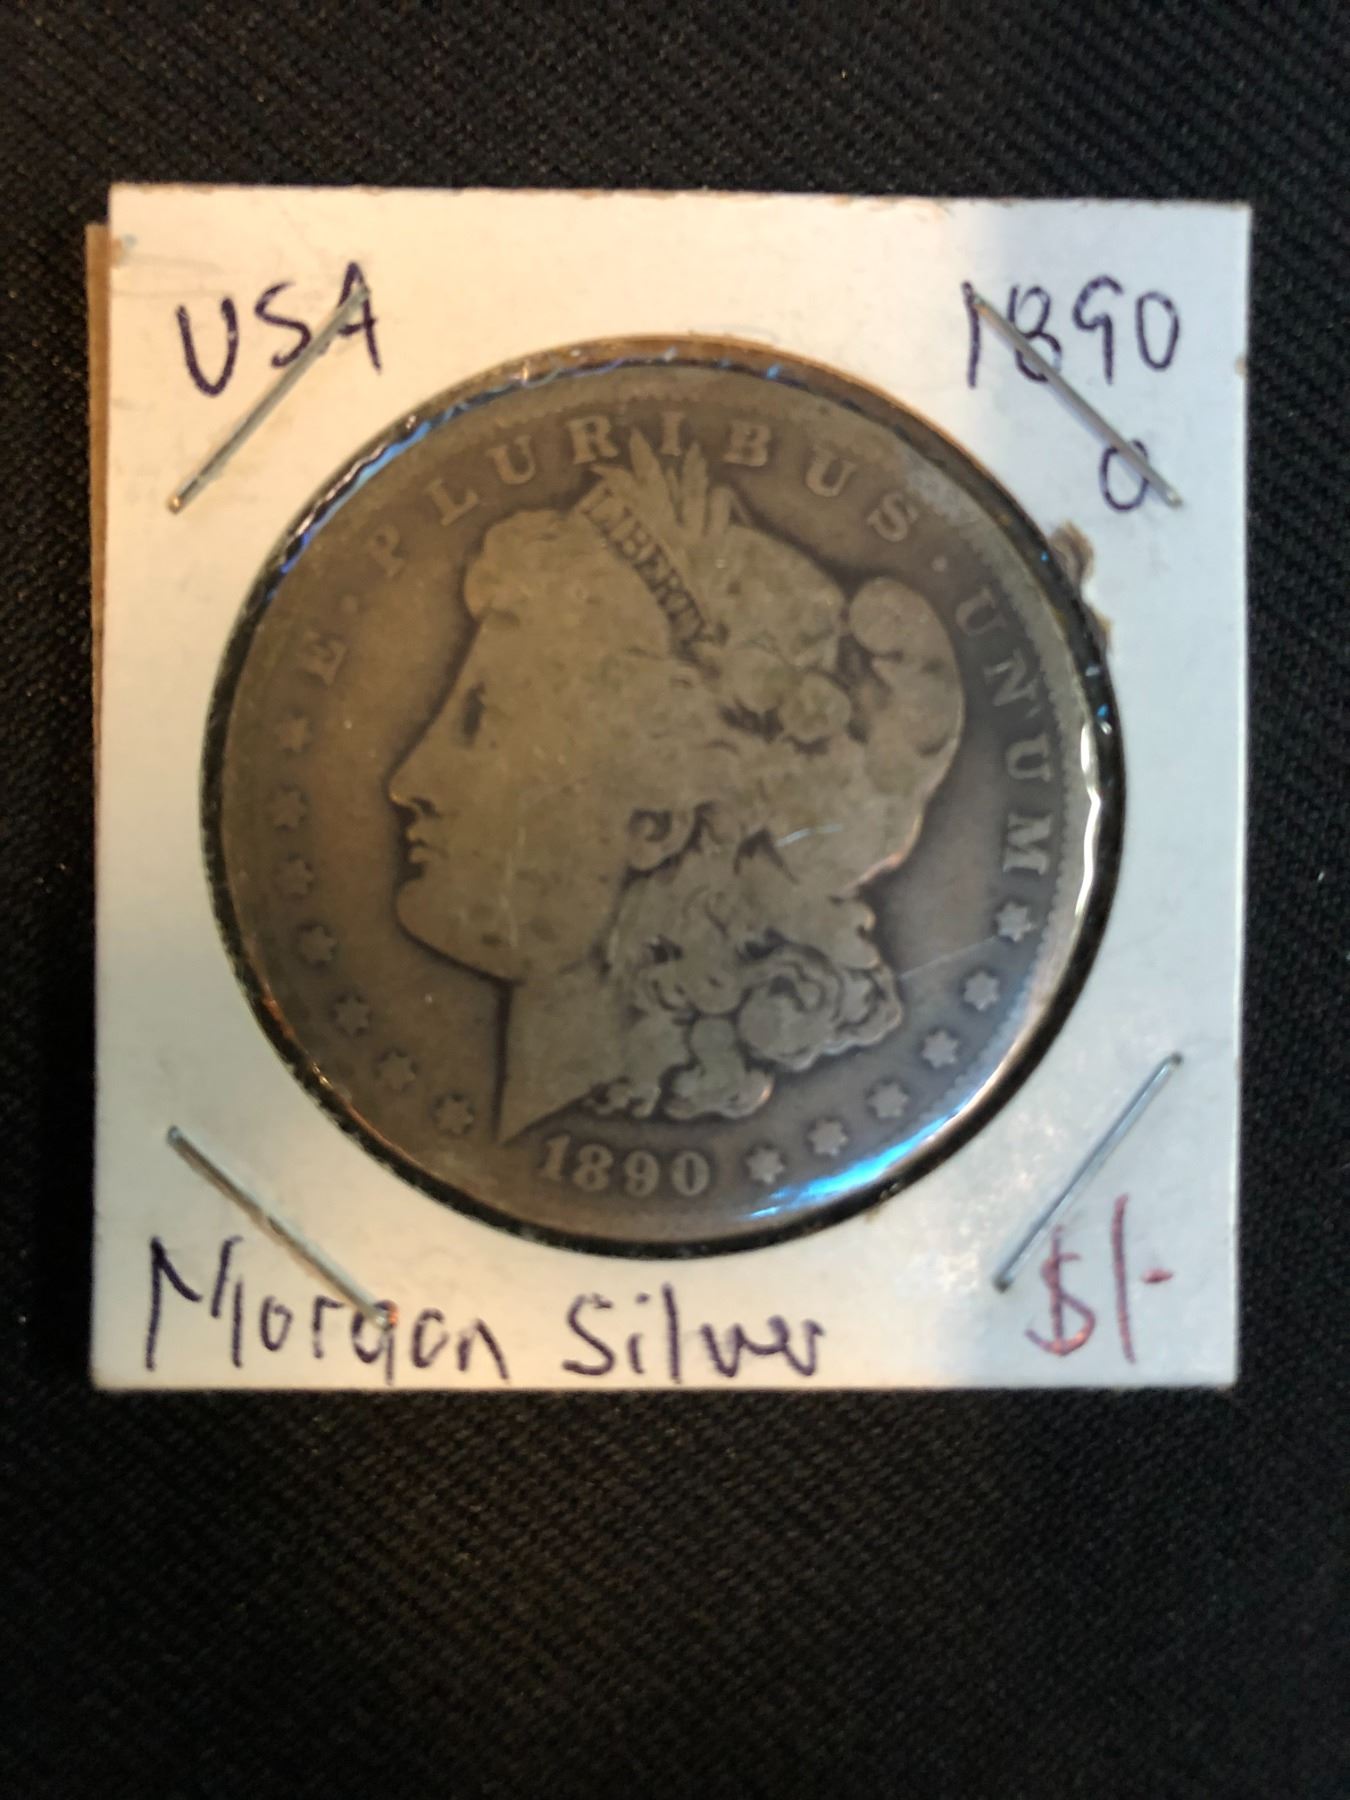 USA
1890
O
E · PLURIBUS · UNUM
LIBERTY
1890
Morgan Silver
$1-